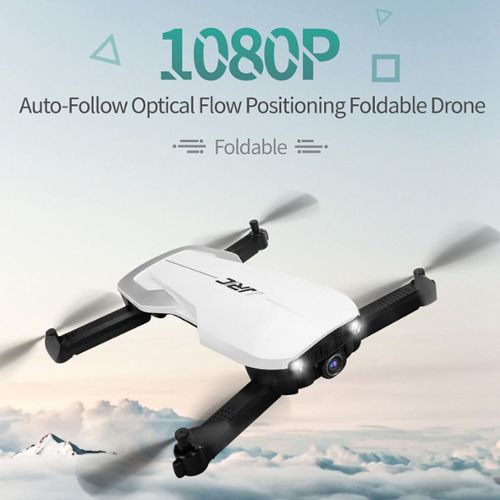 1080P
Auto-Follow Optical Flow Positioning Foldable Drone
Foldable
JJRC